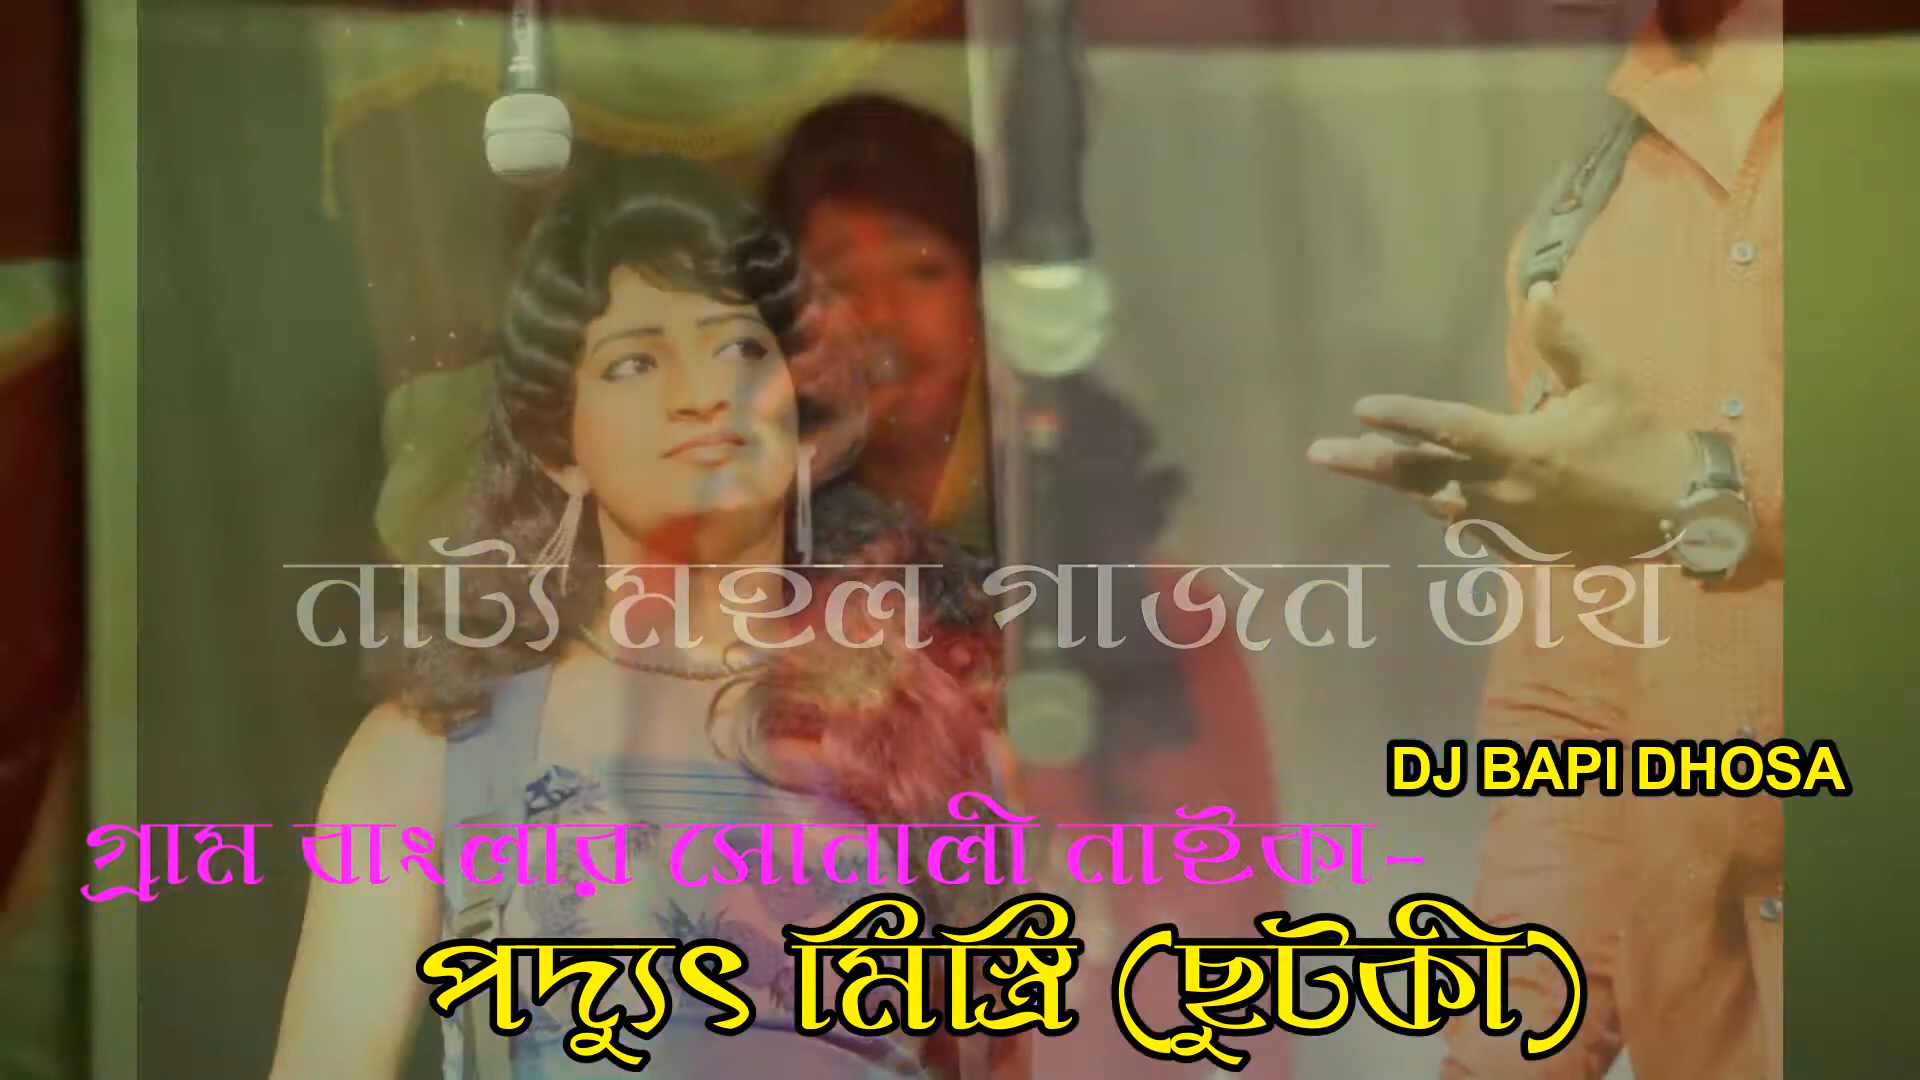 নাট্য মহল গাজন তীর্থ
DJ BAPI DHOSA
গ্রাম বাংলার সোনালী নাইকা-
পদ্যুৎ মিস্ত্রি (ছুটকী)